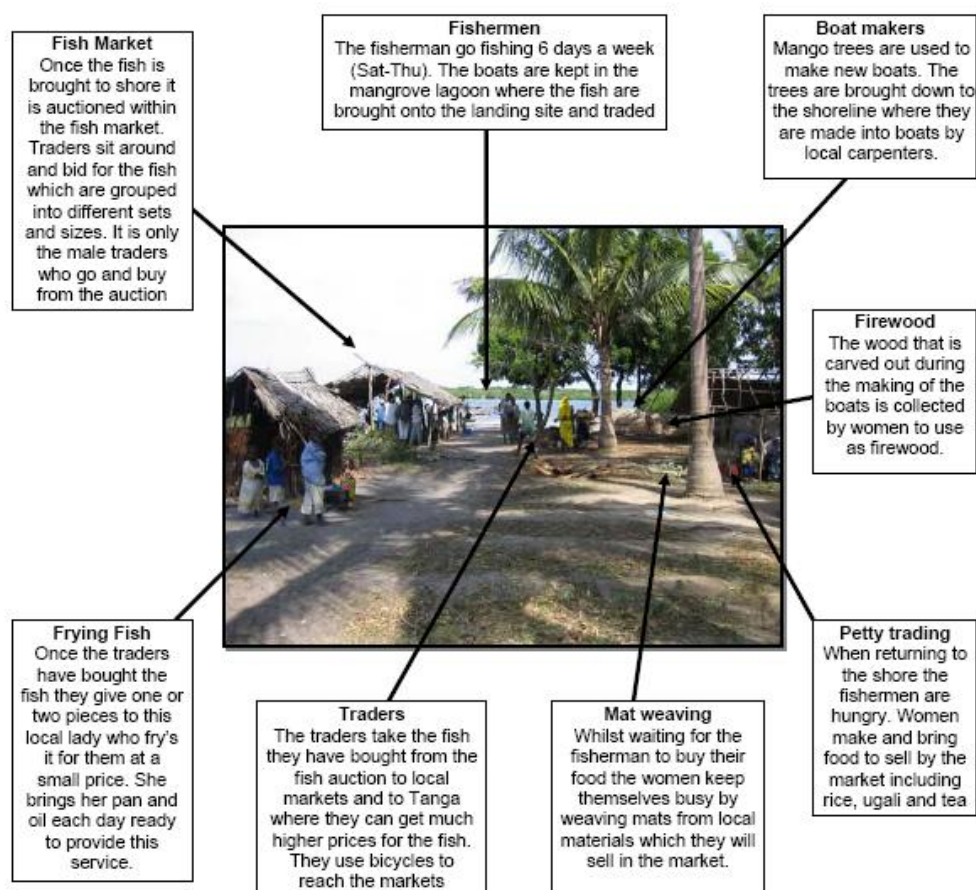 Fish Market
Once the fish is
brought to shore it
is auctioned within
the fish market.
Traders sit around
and bid for the fish
which are grouped
into different sets
and sizes. It is only
the male traders
who go and buy
from the auction
Fishermen
The fisherman go fishing 6 days a week
(Sat-Thu). The boats are kept in the
mangrove lagoon where the fish are
brought onto the landing site and traded
Boat makers
Mango trees are used to
make new boats. The
trees are brought down to
the shoreline where they
are made into boats by
local carpenters.
Firewood
The wood that is
carved out during
the making of the
boats is collected
by women to use
as firewood.
Frying Fish
Once the traders
have bought the
fish they give one or
two pieces to this
local lady who fry's
it for them at a
small price. She
brings her pan and
oil each day ready
to provide this
service.
Traders
The traders take the fish
they have bought from the
fish auction to local
markets and to Tanga
where they can get much
higher prices for the fish.
They use bicycles to
reach the markets
Mat weaving
Whilst waiting for the
fisherman to buy their
food the women keep
themselves busy by
weaving mats from local
materials which they will
sell in the market.
Petty trading
When returning to
the shore the
fishermen are
hungry. Women
make and bring
food to sell by the
market including
rice, ugali and tea